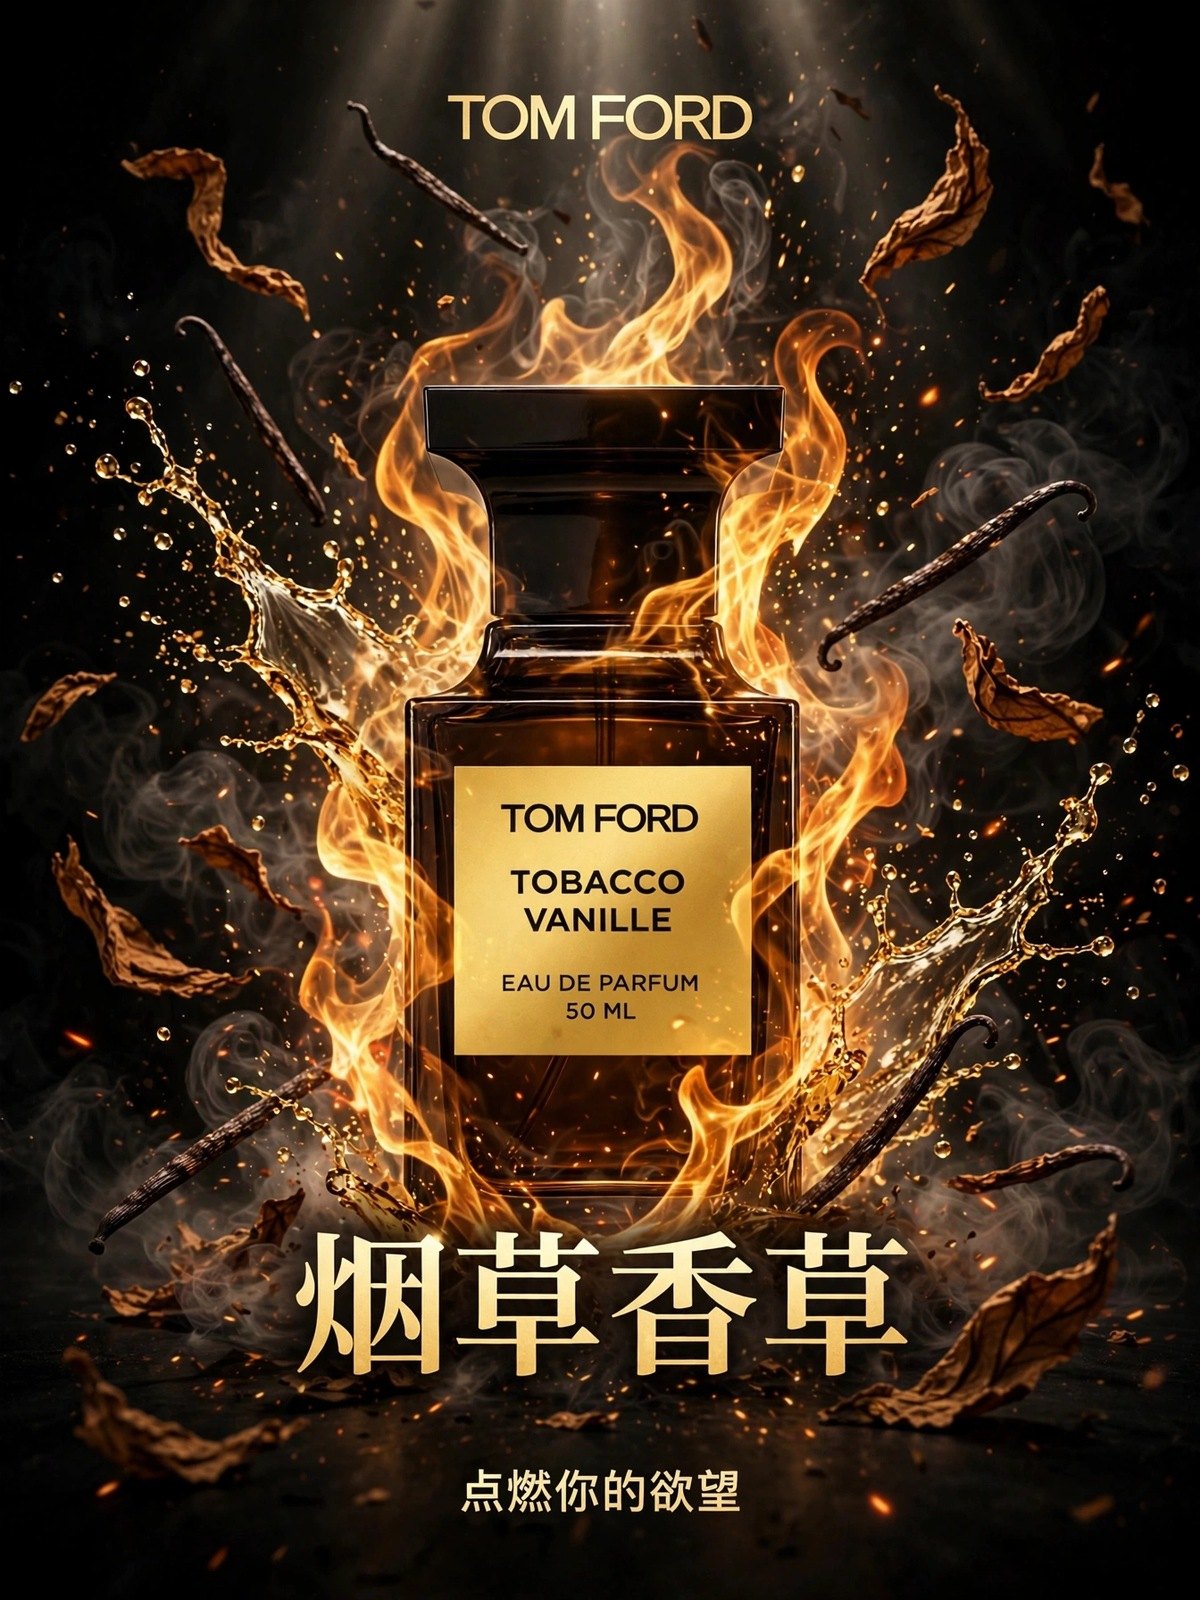 TOM FORD
TOM FORD
TOBACCO
VANILLE
EAU DE PARFUM
50 ML
烟草香草
点燃你的欲望